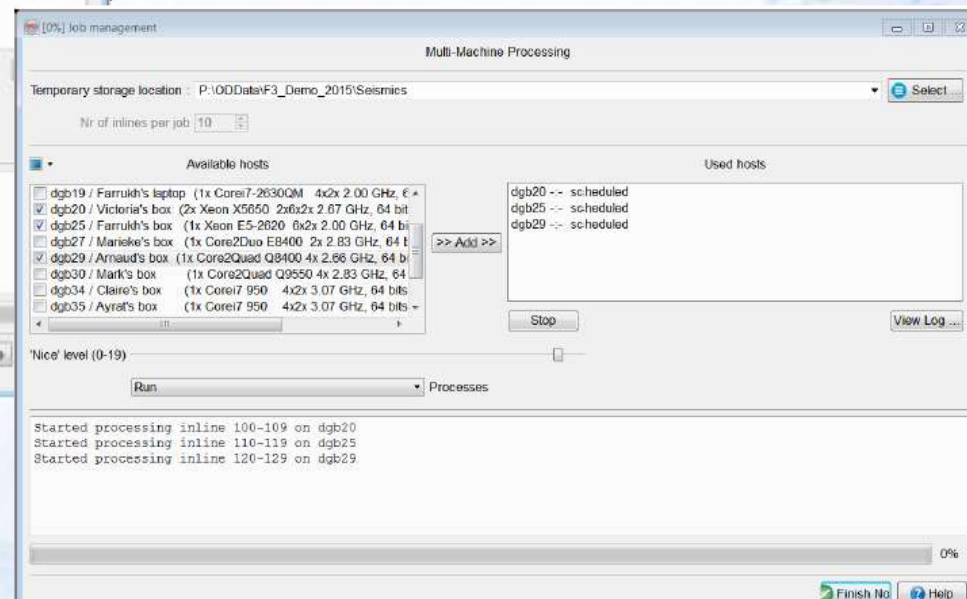 [0%] Job management
Multi-Machine Processing
Temporary storage location : P:\ODData\F3_Demo_2015\Seismics
Select ...
Nr of inlines per job 10
Available hosts
Used hosts
dgb19 / Farrukh's laptop (1x Corei7-2630QM 4x2x 2.00 GHz, 6
dgb20 / Victoria's box (2x Xeon X5650 2x6x2x 2.67 GHz, 64 bit
dgb25 / Farrukh's box (1x Xeon E5-2620 6x2x 2.00 GHz, 64 bi
dgb27 / Marieke's box (1x Core2Duo E8400 2x 2.83 GHz, 64 b
dgb29 / Arnaud's box (1x Core2Quad Q8400 4x 2.66 GHz, 64 bi
dgb30 / Mark's box (1x Core2Quad Q9550 4x 2.83 GHz, 64
dgb34 / Claire's box (1x Corei7 950 4x2x 3.07 GHz, 64 bits
dgb35 / Ayrat's box (1x Corei7 950 4x2x 3.07 GHz, 64 bits
>> Add >>
dgb20 -:- scheduled
dgb25 -:- scheduled
dgb29 -:- scheduled
Stop
View Log ...
'Nice' level (0-19)
Run
Processes
Started processing inline 100-109 on dgb20
Started processing inline 110-119 on dgb25
Started processing inline 120-129 on dgb29
0%
Finish No
Help